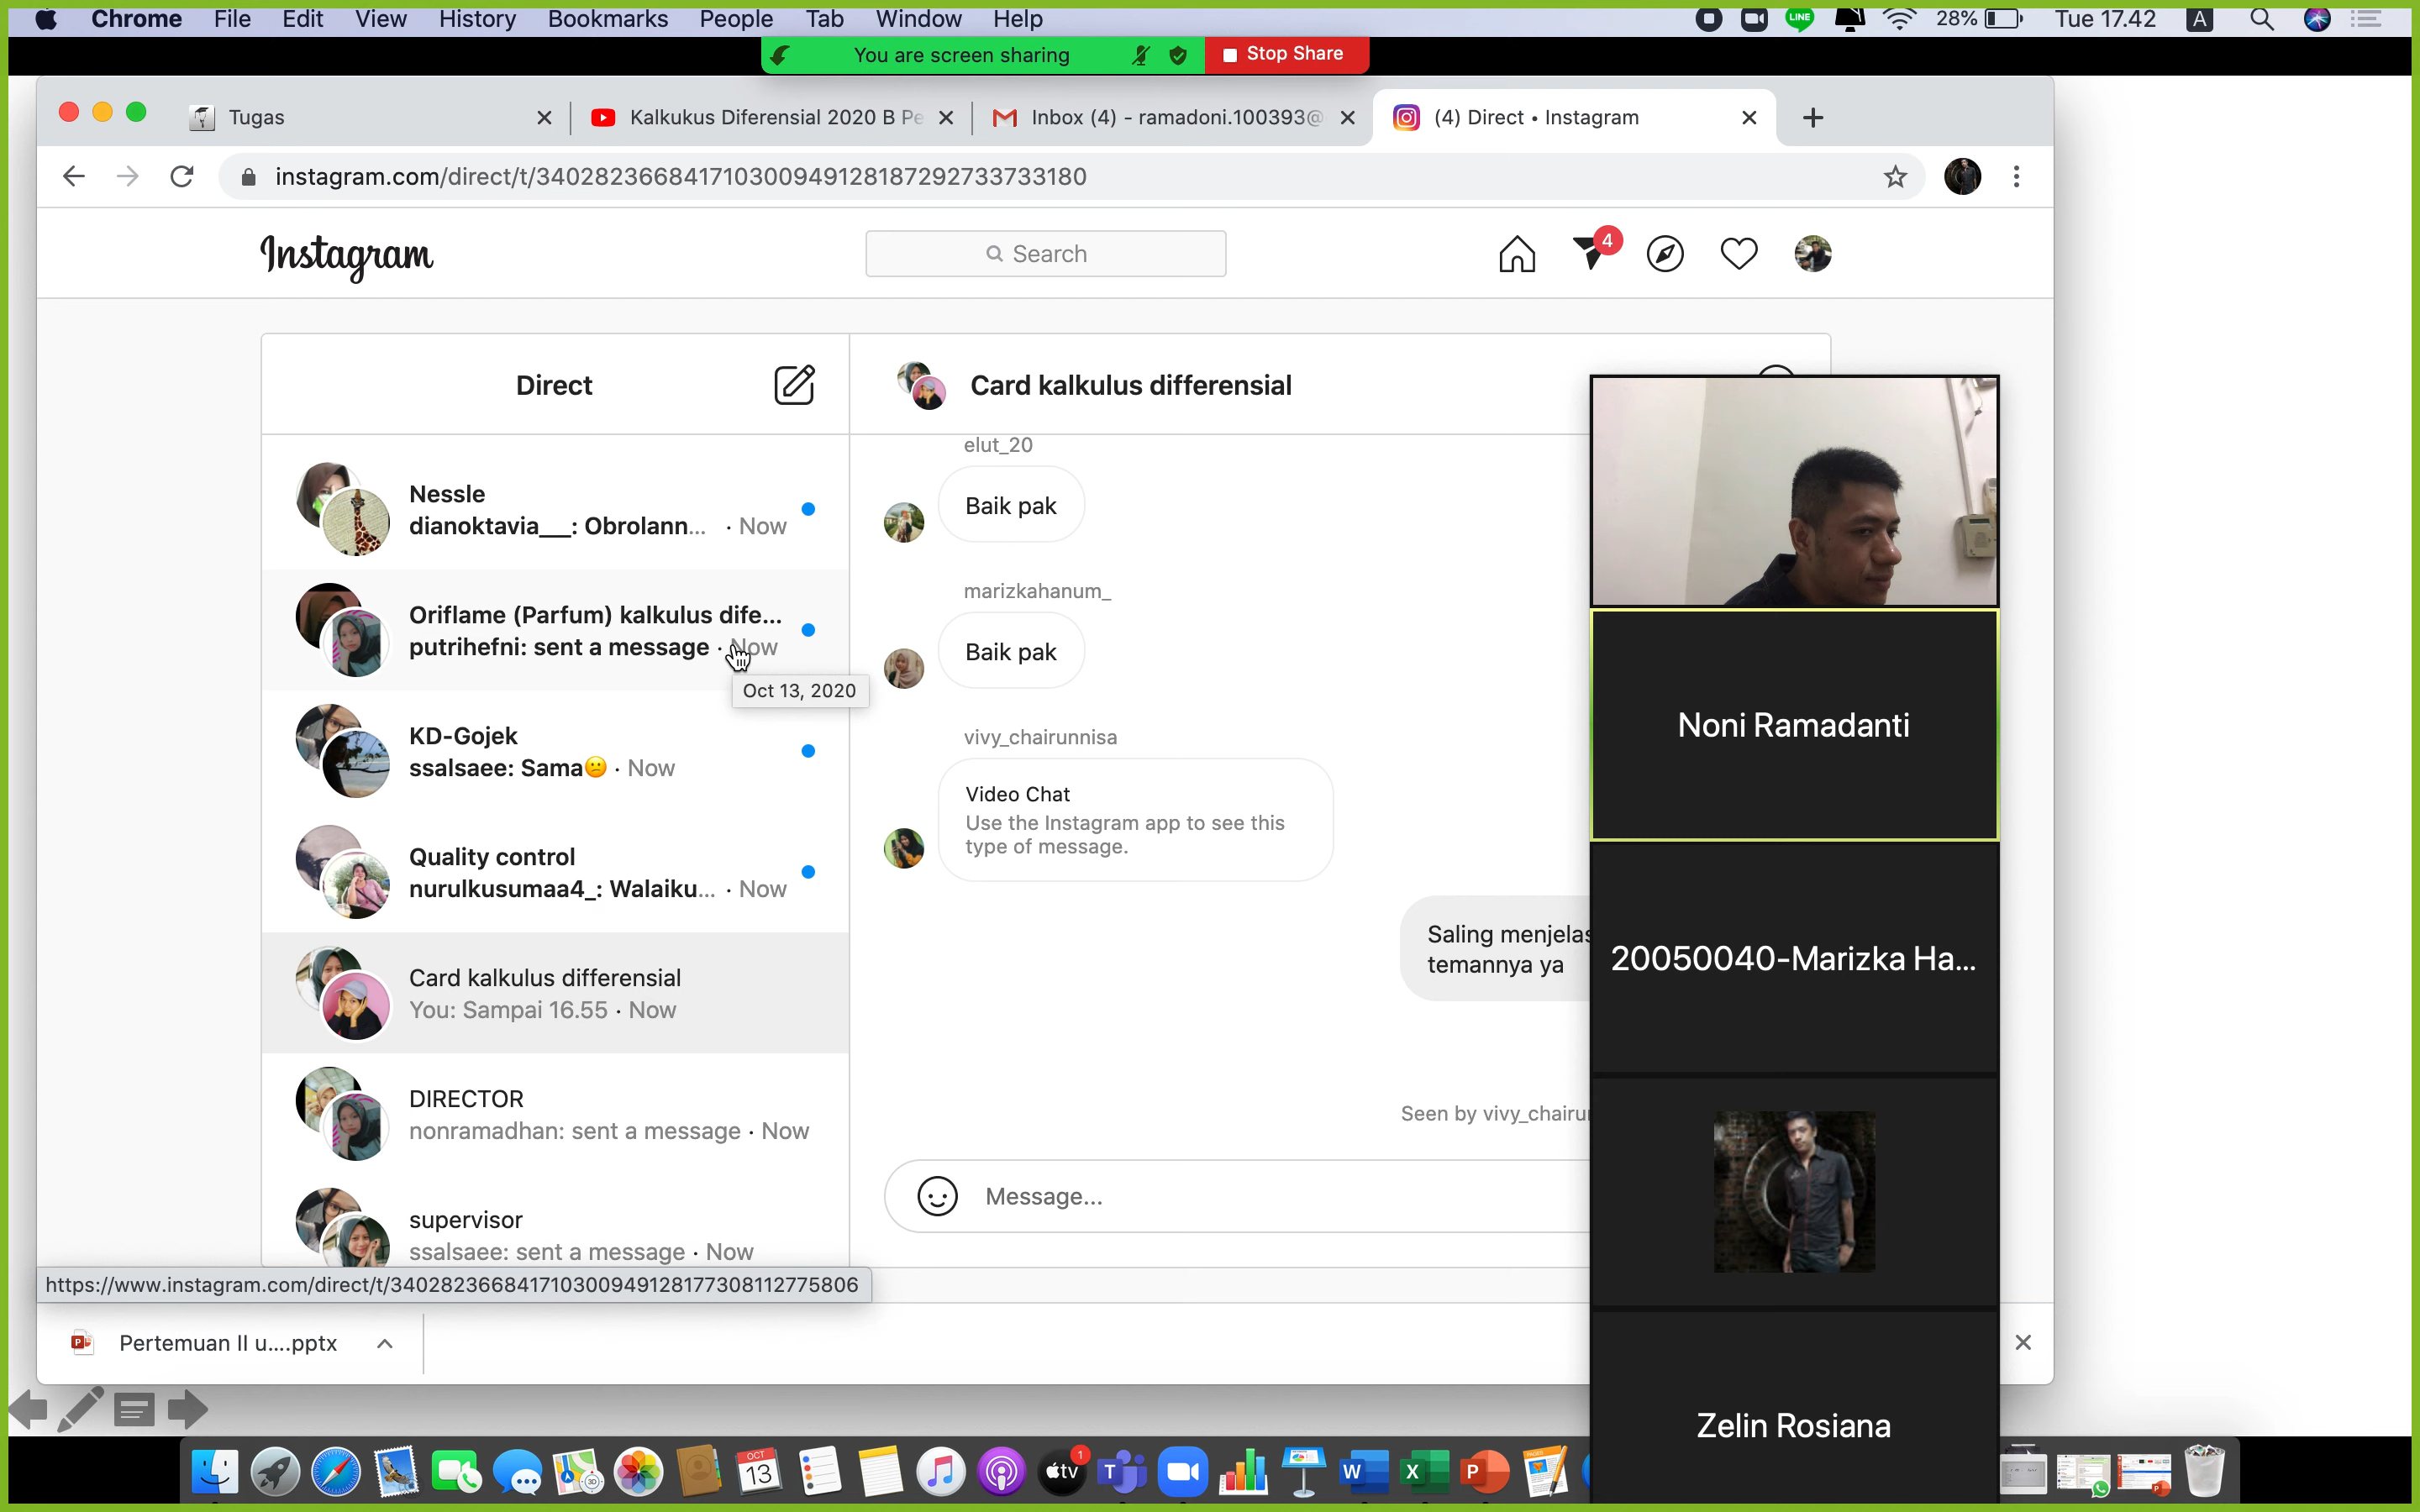 Chrome File Edit View History Bookmarks People Tab Window Help
LINE 28% Tue 17.42 A
You are screen sharing Stop Share
Tugas
Kalkukus Diferensial 2020 B Pe
Inbox (4) - ramadoni.100393@
(4) Direct • Instagram
instagram.com/direct/t/340282366841710300949128187292733733180
Instagram
Search
4
Direct
Card kalkulus differensial
Nessle
dianoktavia___: Obrolann... · Now
Oriflame (Parfum) kalkulus dife...
putrihefni: sent a message · Now
Oct 13, 2020
KD-Gojek
ssalsaee: Sama😕 · Now
Quality control
nurulkusumaa4_: Walaiku... · Now
Card kalkulus differensial
You: Sampai 16.55 · Now
DIRECTOR
nonramadhan: sent a message · Now
supervisor
ssalsaee: sent a message · Now
elut_20
Baik pak
marizkahanum_
Baik pak
vivy_chairunnisa
Video Chat
Use the Instagram app to see this
type of message.
Saling menjelas
temannya ya
Seen by vivy_chairu
Message...
Noni Ramadanti
20050040-Marizka Ha...
Zelin Rosiana
https://www.instagram.com/direct/t/340282366841710300949128177308112775806
Pertemuan II u....pptx
OCT
13
tv
1
T
W
X
P